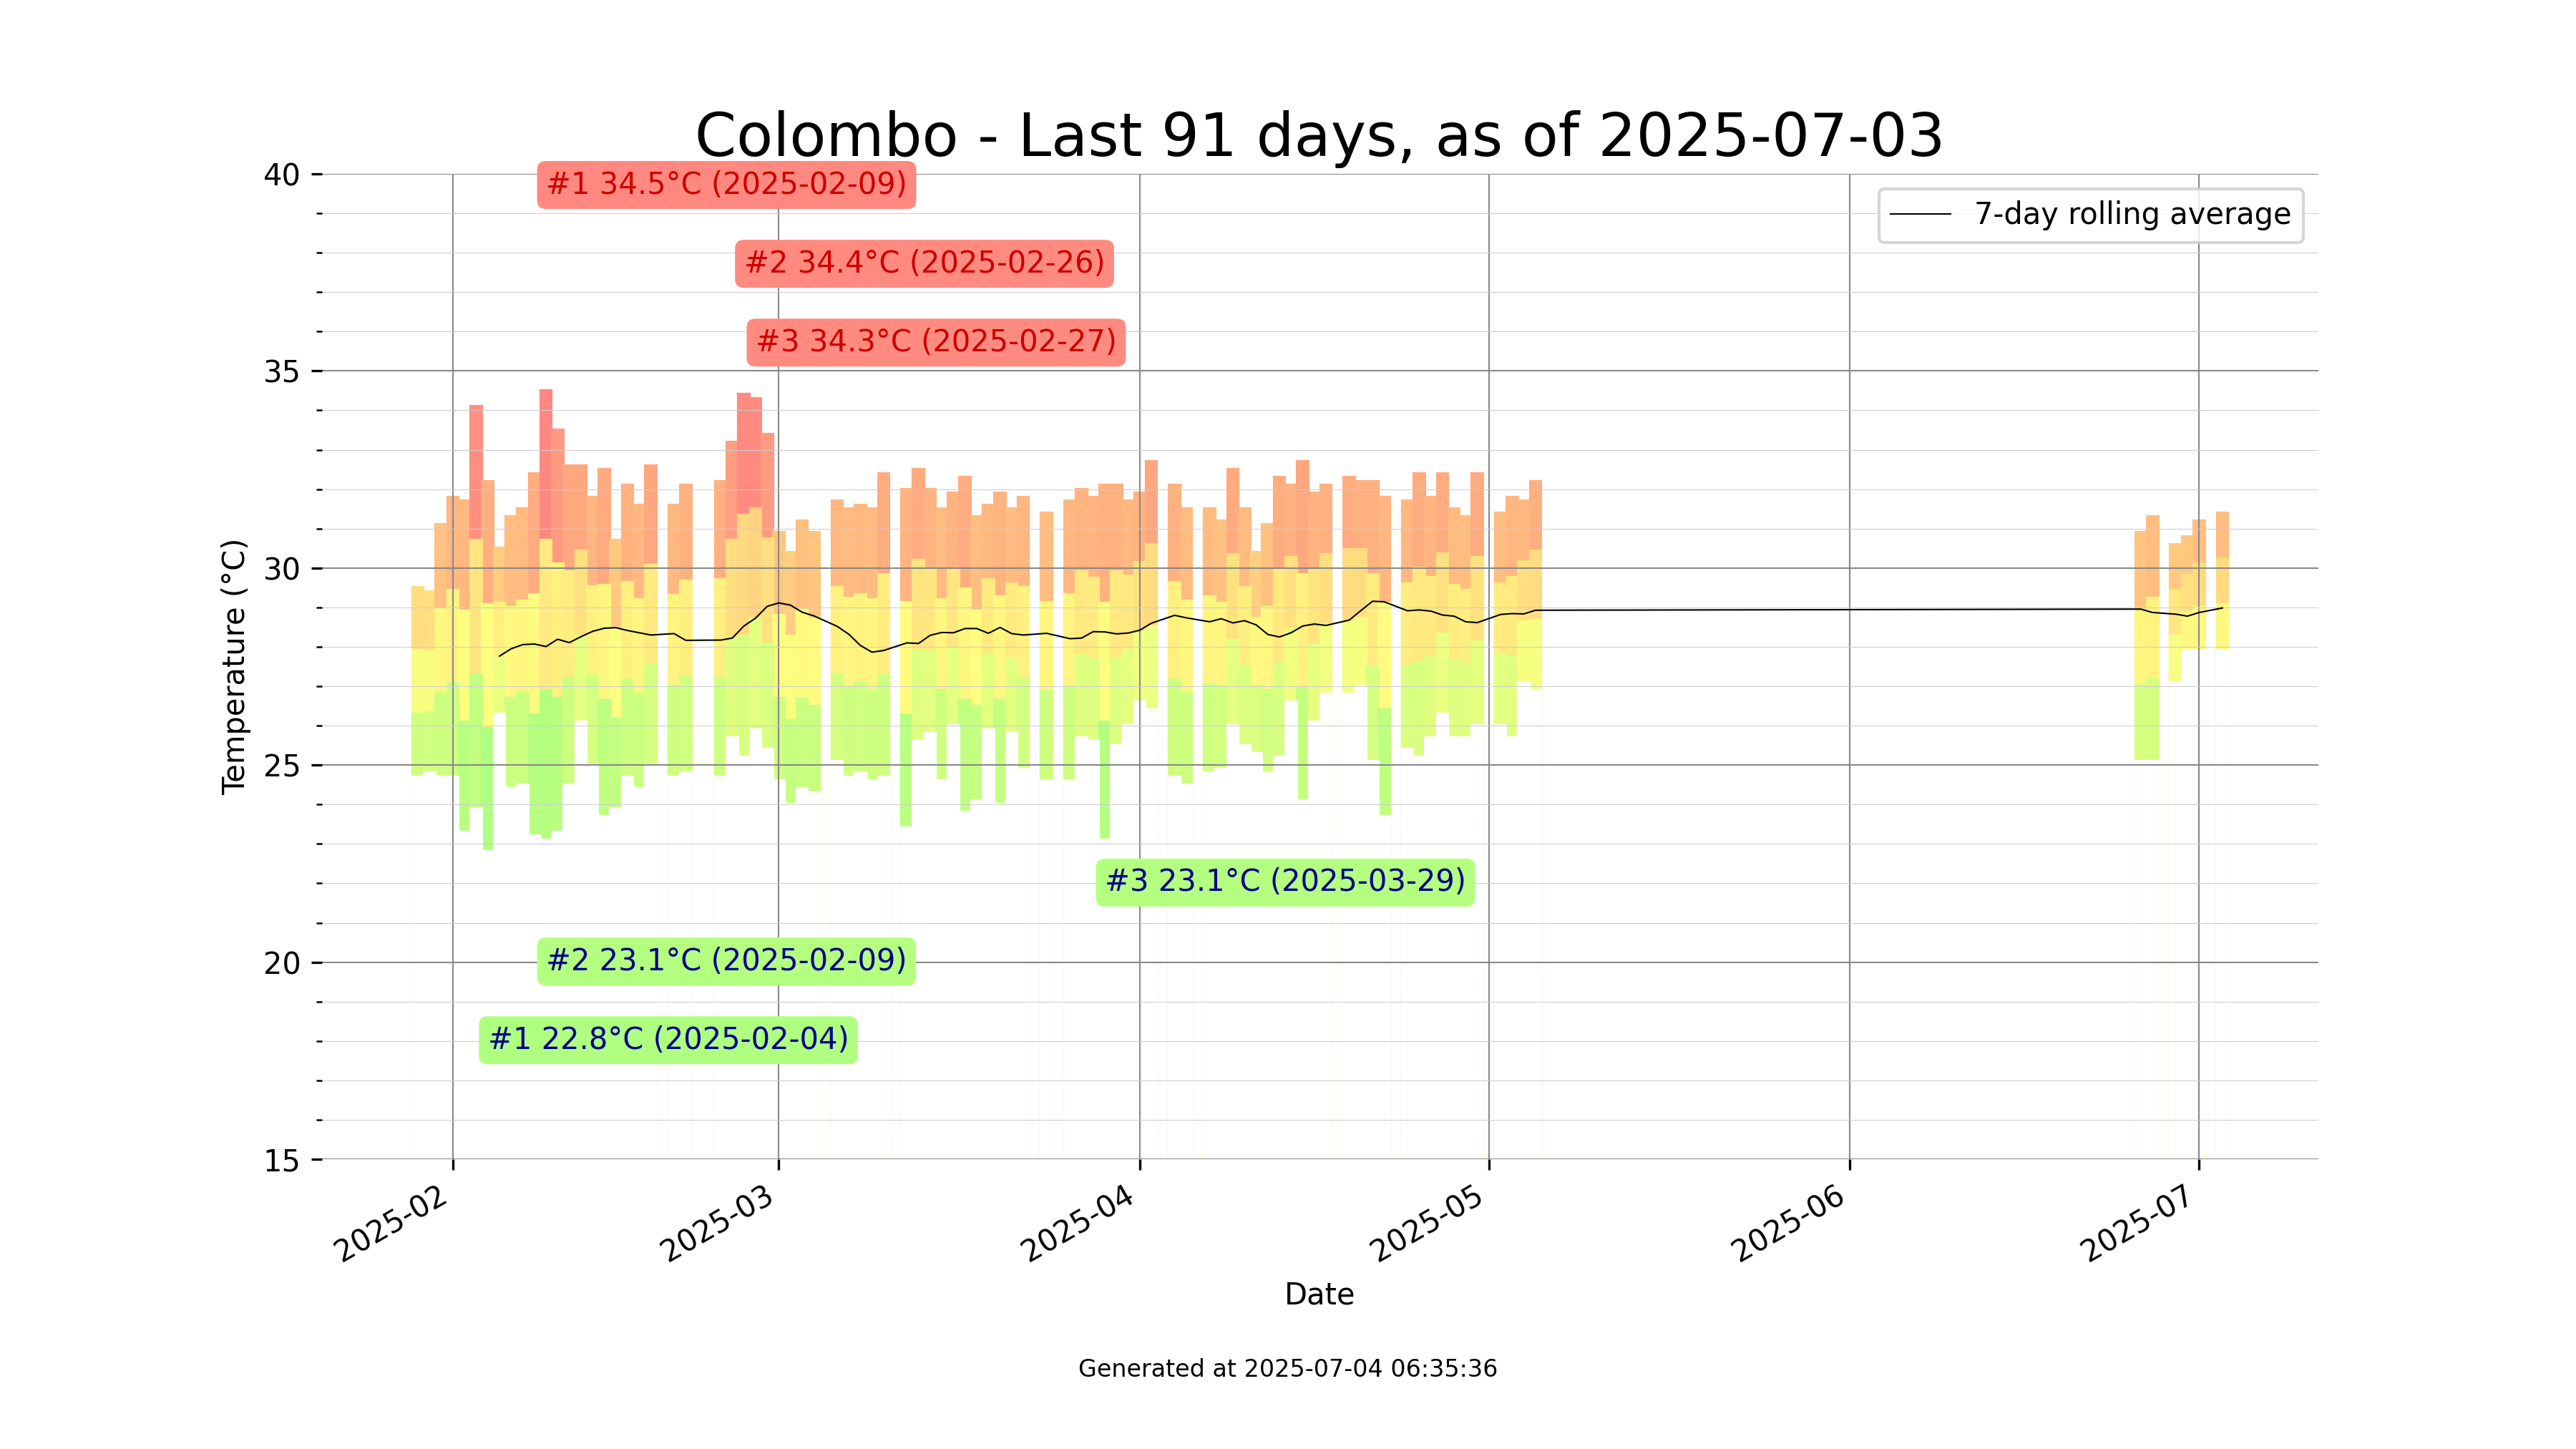 Colombo - Last 91 days, as of 2025-07-03
40
35
30
25
20
15
Temperature (°C)
#1 34.5°C (2025-02-09)
#2 34.4°C (2025-02-26)
#3 34.3°C (2025-02-27)
7-day rolling average
#3 23.1°C (2025-03-29)
#2 23.1°C (2025-02-09)
#1 22.8°C (2025-02-04)
2025-02
2025-03
2025-04
2025-05
2025-06
2025-07
Date
Generated at 2025-07-04 06:35:36